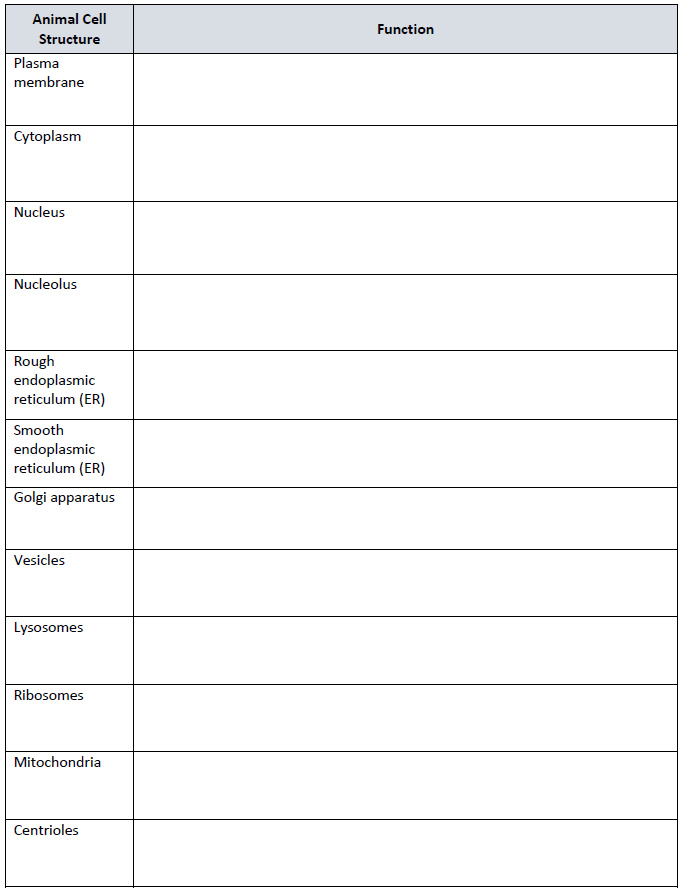 Animal Cell
Structure
Function
Plasma
membrane
Cytoplasm
Nucleus
Nucleolus
Rough
endoplasmic
reticulum (ER)
Smooth
endoplasmic
reticulum (ER)
Golgi apparatus
Vesicles
Lysosomes
Ribosomes
Mitochondria
Centrioles